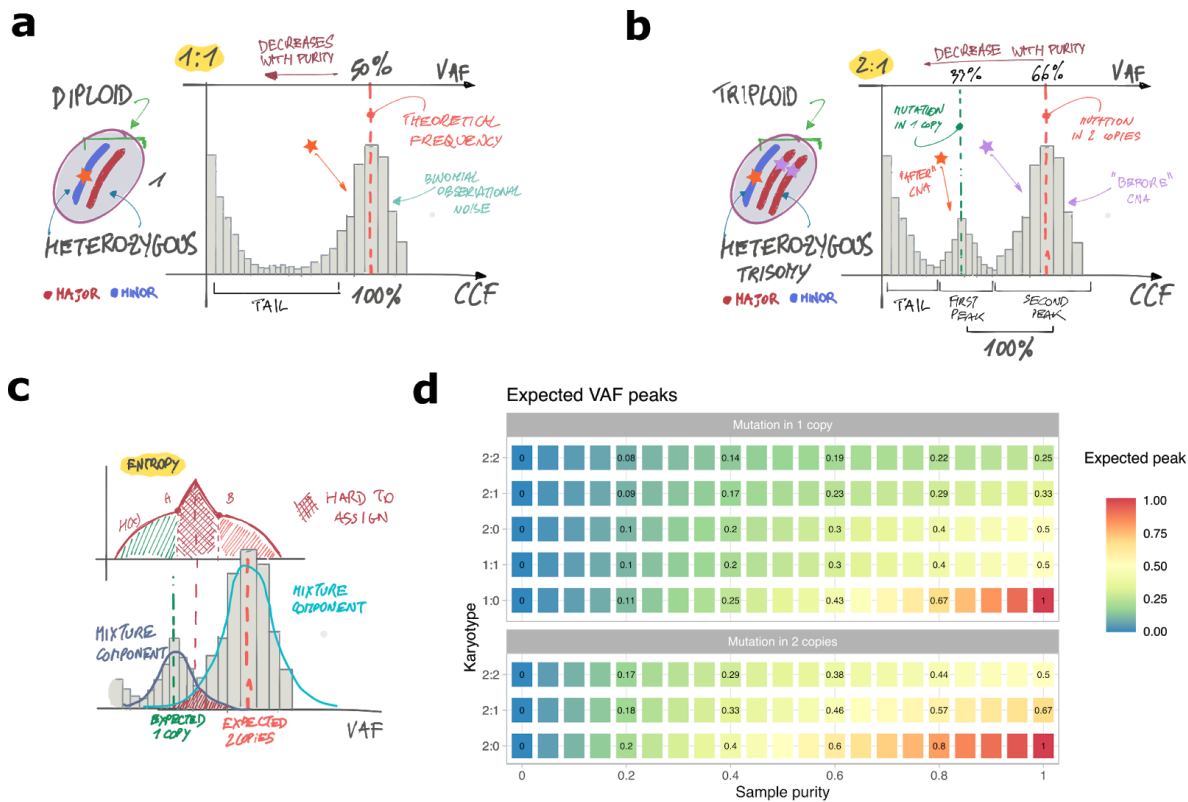 a
1:1
DECREASES
WITH PURITY
50%
VAF
DIPLOID
THEORETICAL
FREQUENCY
BINOMIAL
OBSERVATIONAL
NOISE
1
HETEROZYGOUS
MAJOR
MINOR
TAIL
100%
CCF
b
2:1
DECREASE WITH PURITY
33%
66%
VAF
TRIPLOID
MUTATION
IN 1 COPY
MUTATION
IN 2 COPIES
"AFTER"
CNA
"BEFORE"
CNA
HETEROZYGOUS
TRISOMY
MAJOR
MINOR
TAIL
FIRST
PEAK
SECOND
PEAK
CCF
100%
c
ENTROPY
A
B
H(x)
HARD TO
ASSIGN
MIXTURE
COMPONENT
MIXTURE
COMPONENT
EXPECTED
1 COPY
EXPECTED
2 COPIES
VAF
d
Expected VAF peaks
Mutation in 1 copy
2:2 0 0.08 0.14 0.19 0.22 0.25
2:1 0 0.09 0.17 0.23 0.29 0.33
2:0 0 0.1 0.2 0.3 0.4 0.5
1:1 0 0.1 0.2 0.3 0.4 0.5
1:0 0 0.11 0.25 0.43 0.67 1
Mutation in 2 copies
2:2 0 0.17 0.29 0.38 0.44 0.5
2:1 0 0.18 0.33 0.46 0.57 0.67
2:0 0 0.2 0.4 0.6 0.8 1
0 0.2 0.4 0.6 0.8 1
Sample purity
Karyotype
Expected peak
1.00
0.75
0.50
0.25
0.00